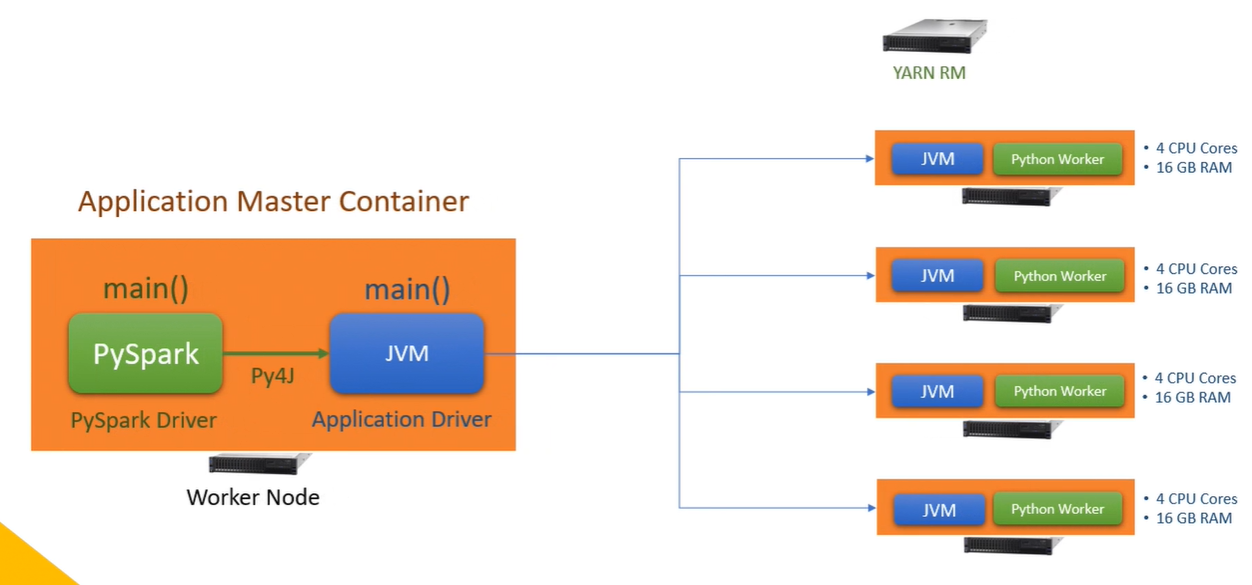 YARN RM
Application Master Container
main()
PySpark
PySpark Driver
Py4J
main()
JVM
Application Driver
Worker Node
JVM
Python Worker
• 4 CPU Cores
• 16 GB RAM
JVM
Python Worker
• 4 CPU Cores
• 16 GB RAM
JVM
Python Worker
• 4 CPU Cores
• 16 GB RAM
JVM
Python Worker
• 4 CPU Cores
• 16 GB RAM